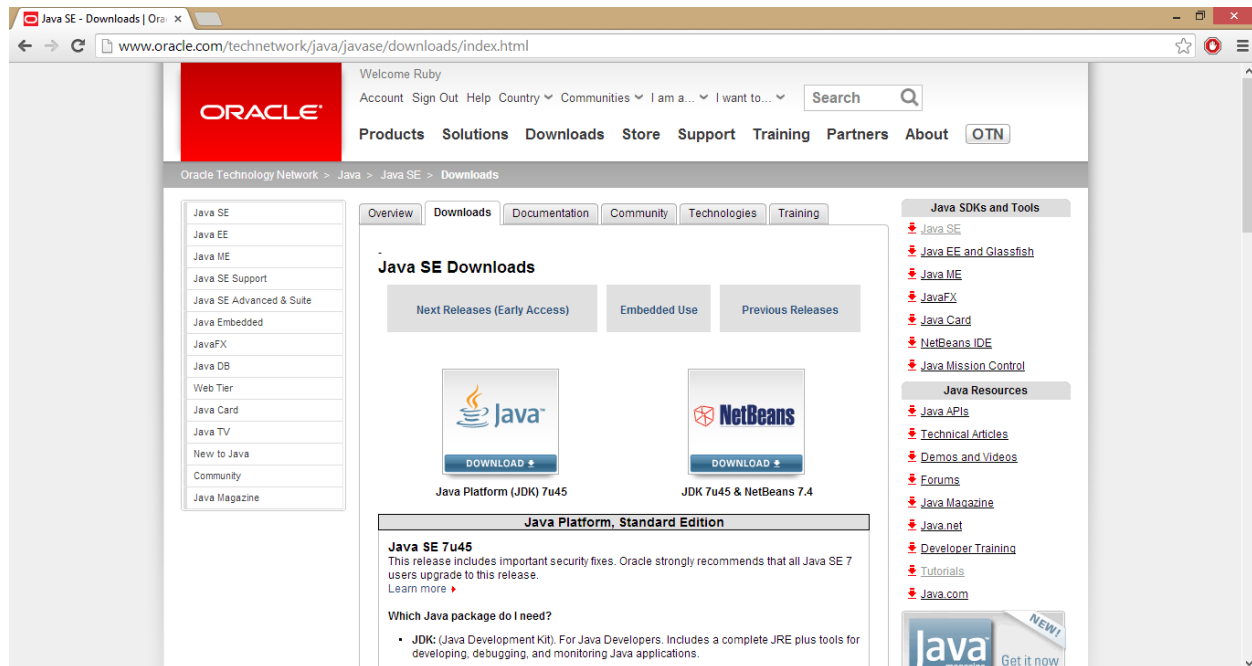 Java SE - Downloads | Ora
www.oracle.com/technetwork/java/javase/downloads/index.html
ORACLE
Welcome Ruby
Account Sign Out Help Country Communities I am a... I want to... Search
Products Solutions Downloads Store Support Training Partners About OTN
Oracle Technology Network > Java > Java SE > Downloads
Java SE
Java EE
Java ME
Java SE Support
Java SE Advanced & Suite
Java Embedded
JavaFX
Java DB
Web Tier
Java Card
Java TV
New to Java
Community
Java Magazine
Overview Downloads Documentation Community Technologies Training
-
Java SE Downloads
Next Releases (Early Access) Embedded Use Previous Releases
Java™ NetBeans
DOWNLOAD DOWNLOAD
Java Platform (JDK) 7u45 JDK 7u45 & NetBeans 7.4
Java Platform, Standard Edition
Java SE 7u45
This release includes important security fixes. Oracle strongly recommends that all Java SE 7
users upgrade to this release.
Learn more
Which Java package do I need?
▪ JDK: (Java Development Kit). For Java Developers. Includes a complete JRE plus tools for
developing, debugging, and monitoring Java applications.
Java SDKs and Tools
Java SE
Java EE and Glassfish
Java ME
JavaFX
Java Card
NetBeans IDE
Java Mission Control
Java Resources
Java APIs
Technical Articles
Demos and Videos
Forums
Java Magazine
Java.net
Developer Training
Tutorials
Java.com
NEW!
Java
magazine
Get it now